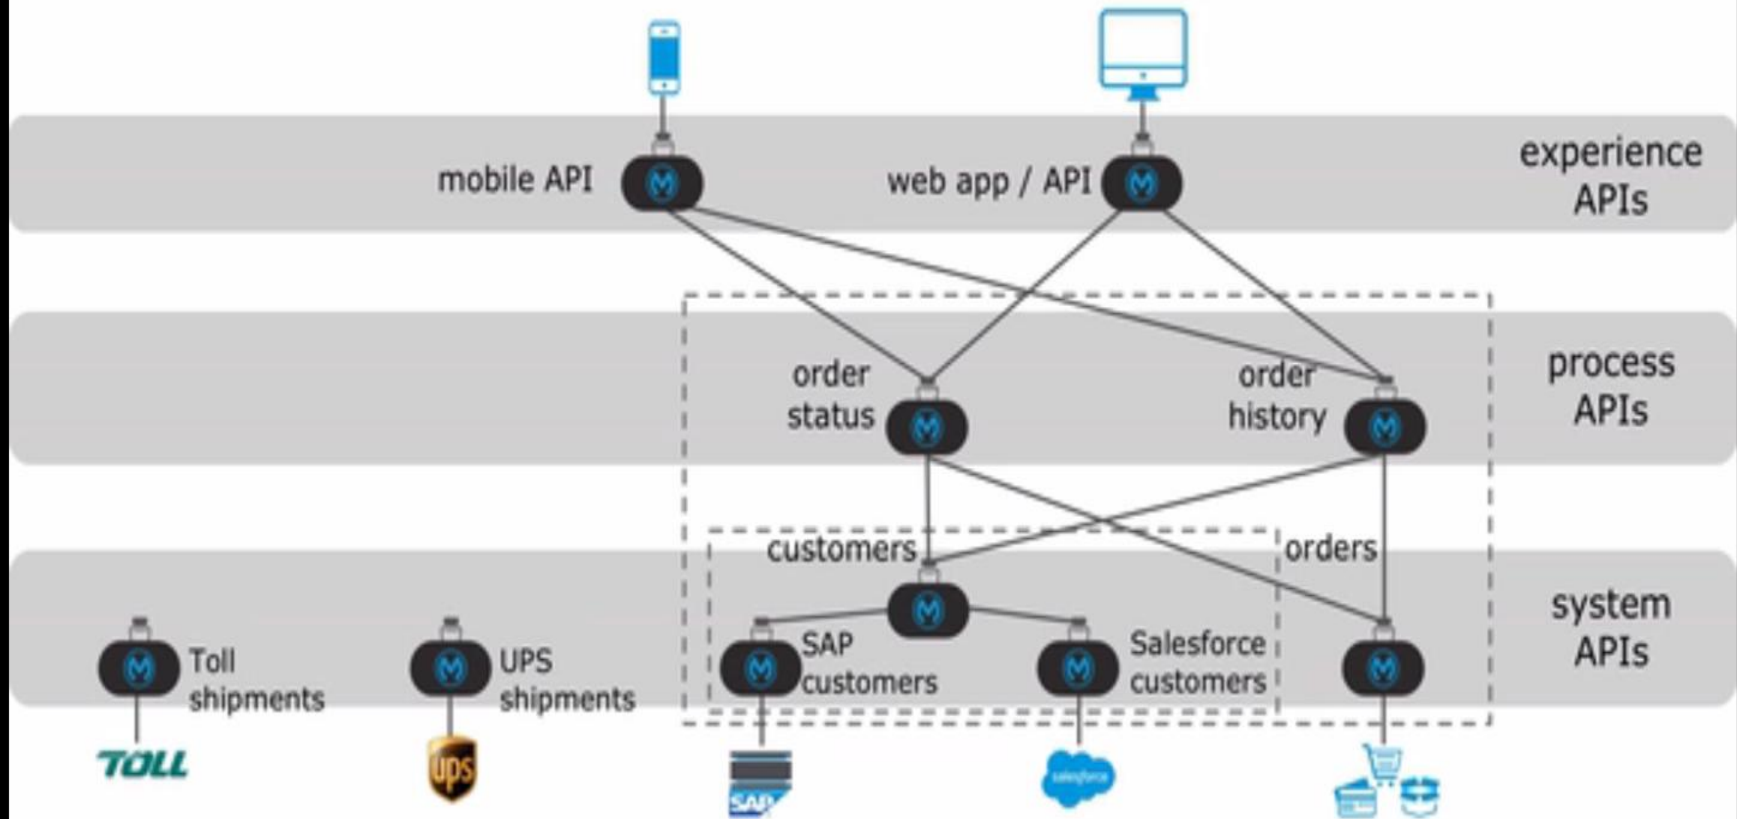 mobile API
web app / API
experience
APIs
order
status
order
history
process
APIs
customers
orders
system
APIs
Toll
shipments
UPS
shipments
SAP
customers
Salesforce
customers
TOLL
ups
SAP
salesforce